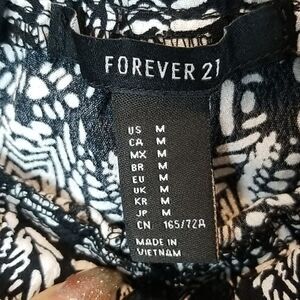 FOREVER 21
US M
CA M
MX M
BR M
EU M
UK M
KR M
JP M
CN 165/72A
MADE IN
VIETNAM